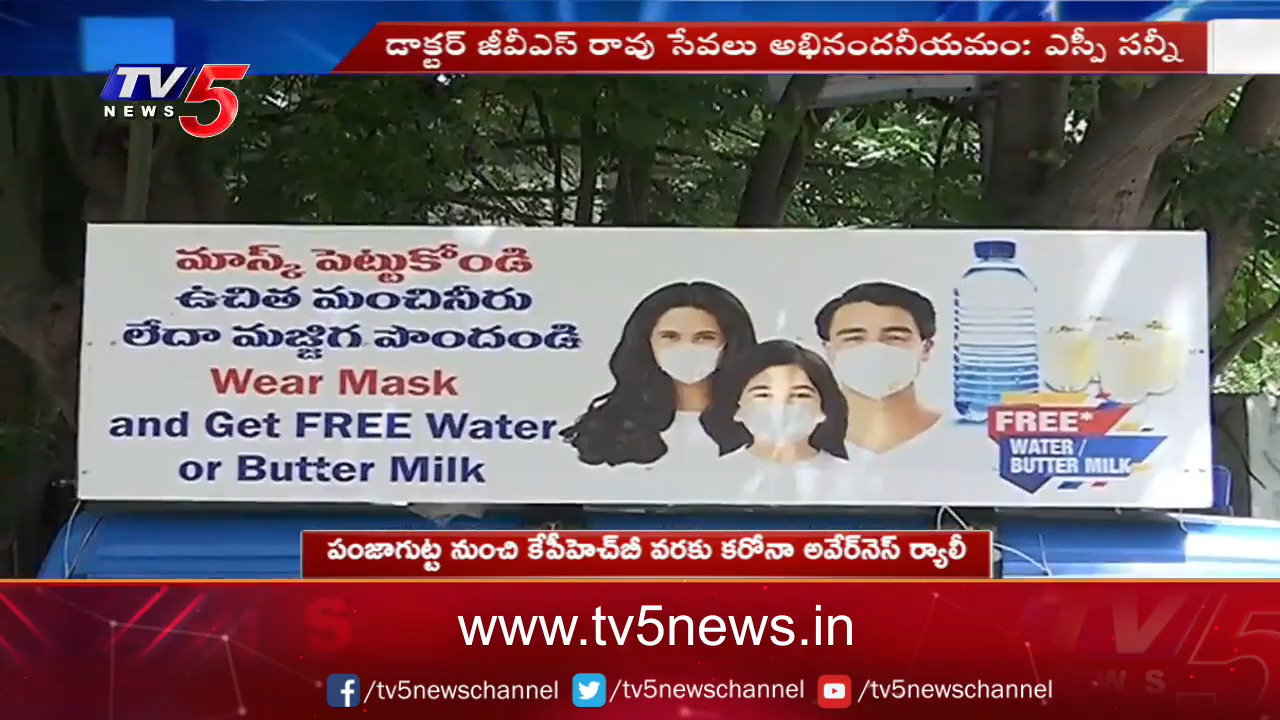 డాక్టర్ జీవీఎస్ రావు సేవలు అభినందనీయమం: ఎస్పీ సన్నీ
TV5
NEWS
మాస్క్ పెట్టుకోండి
ఉచిత మంచినీరు
లేదా మజ్జిగ పొందండి
Wear Mask
and Get FREE Water
or Butter Milk
FREE*
WATER/
BUTTER MILK
పంజాగుట్ట నుంచి కేపీహెచ్‌బీ వరకు కరోనా అవేర్‌నెస్ ర్యాలీ
www.tv5news.in
/tv5newschannel /tv5newschannel /tv5newschannel